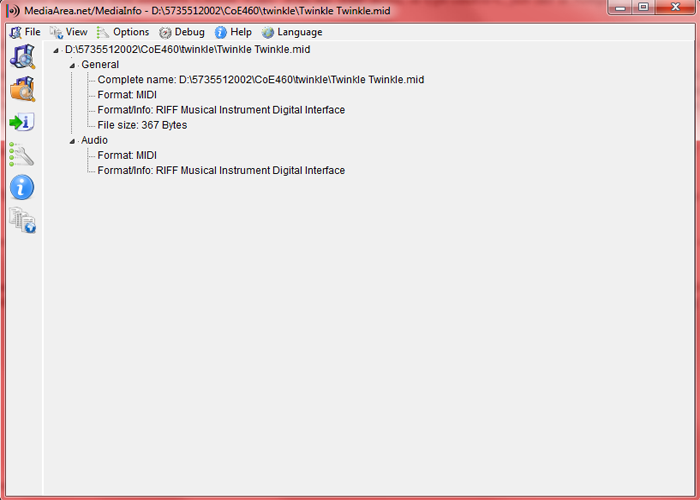 MediaArea.net/MediaInfo - D:\5735512002\CoE460\twinkle\Twinkle Twinkle.mid
File View Options Debug Help Language
D:\5735512002\CoE460\twinkle\Twinkle Twinkle.mid
General
Complete name: D:\5735512002\CoE460\twinkle\Twinkle Twinkle.mid
Format: MIDI
Format/Info: RIFF Musical Instrument Digital Interface
File size: 367 Bytes
Audio
Format: MIDI
Format/Info: RIFF Musical Instrument Digital Interface